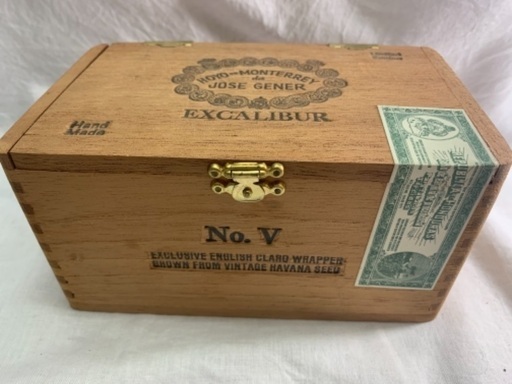 HOYO DE MONTERREY
de
JOSE GENER
EXCALIBUR
Hand
Made
No. V
EXCLUSIVE ENGLISH CLARO WRAPPER
GROWN FROM VINTAGE HAVANA SEED